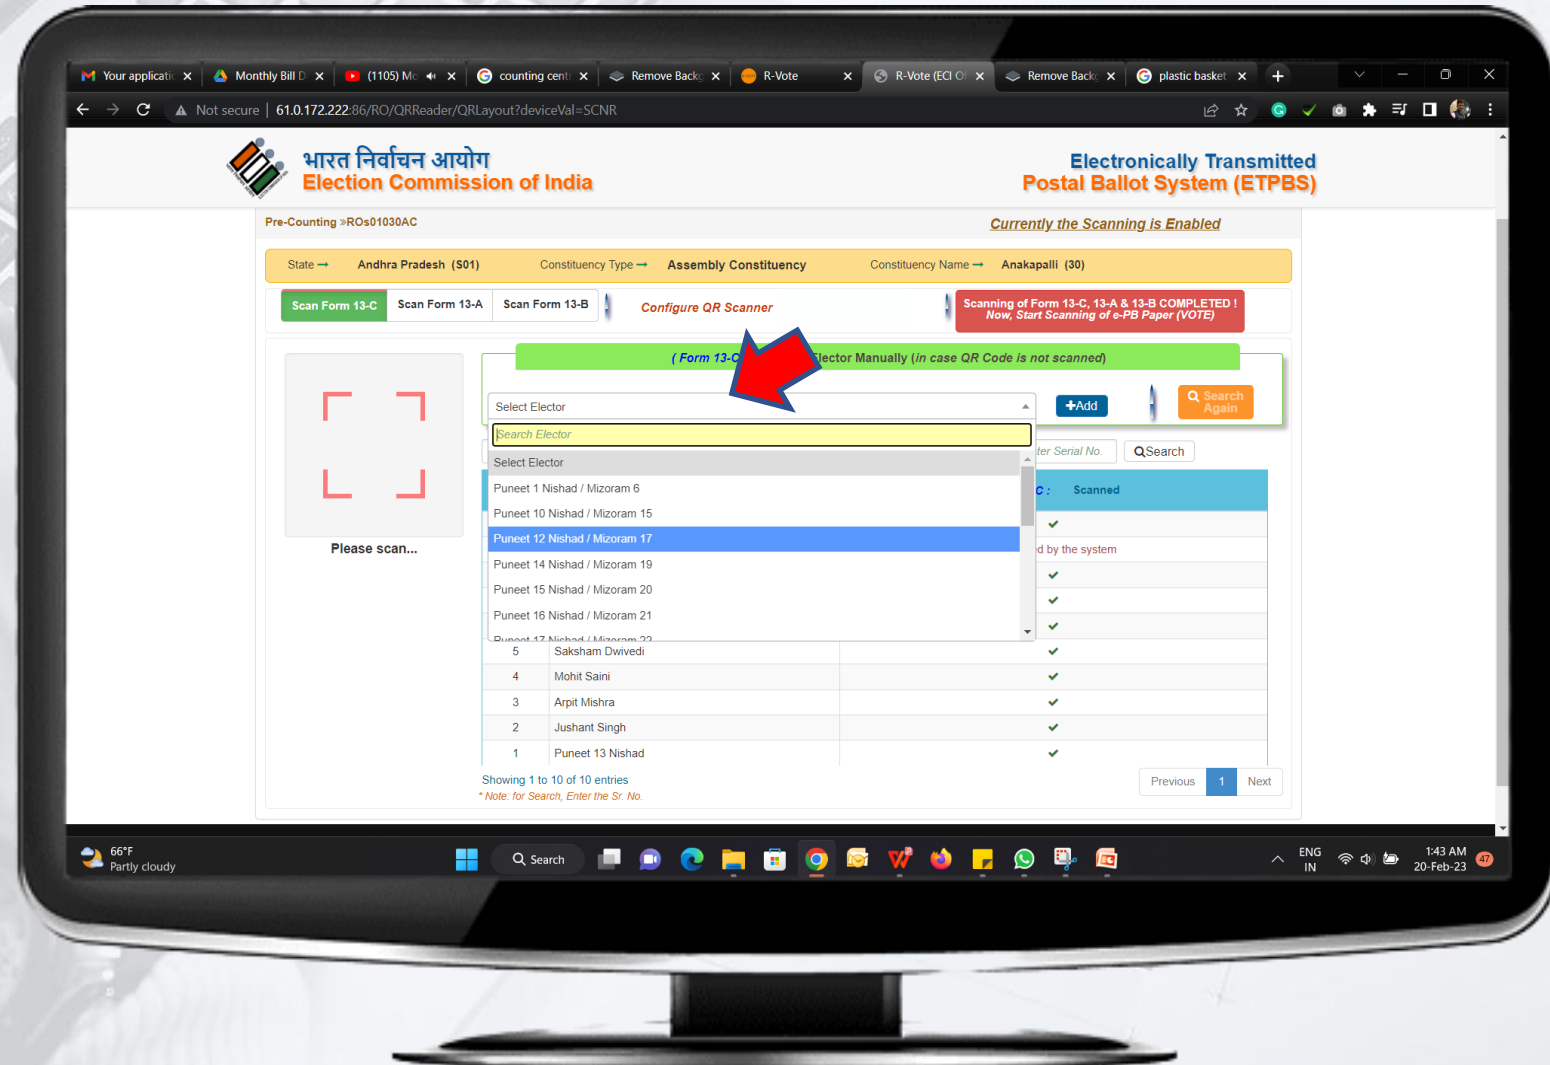 Your applicatic
Monthly Bill D
(1105) Mo
counting cent
Remove Backg
R-Vote
R-Vote (ECI Of
Remove Backg
plastic basket
Not secure | 61.0.172.222:86/RO/QRReader/QRLayout?deviceVal=SCNR
भारत निर्वाचन आयोग
Election Commission of India
Electronically Transmitted
Postal Ballot System (ETPBS)
Pre-Counting »ROs01030AC
Currently the Scanning is Enabled
State → Andhra Pradesh (S01) Constituency Type → Assembly Constituency Constituency Name → Anakapalli (30)
Scan Form 13-C Scan Form 13-A Scan Form 13-B
Configure QR Scanner
Scanning of Form 13-C, 13-A & 13-B COMPLETED !
Now, Start Scanning of e-PB Paper (VOTE)
( Form 13-C Elector Manually (in case QR Code is not scanned)
Select Elector
+Add
Search
Again
Search Elector
Serial No.
Search
Select Elector
Puneet 1 Nishad / Mizoram 6
C : Scanned
Puneet 10 Nishad / Mizoram 15
Puneet 12 Nishad / Mizoram 17
by the system
Please scan...
Puneet 14 Nishad / Mizoram 19
Puneet 15 Nishad / Mizoram 20
Puneet 16 Nishad / Mizoram 21
Puneet 17 Nishad / Mizoram 22
5 Saksham Dwivedi
4 Mohit Saini
3 Arpit Mishra
2 Jushant Singh
1 Puneet 13 Nishad
Showing 1 to 10 of 10 entries
Previous 1 Next
* Note: for Search, Enter the Sr. No.
66°F
Partly cloudy
Search
ENG
IN
1:43 AM
20-Feb-23
47